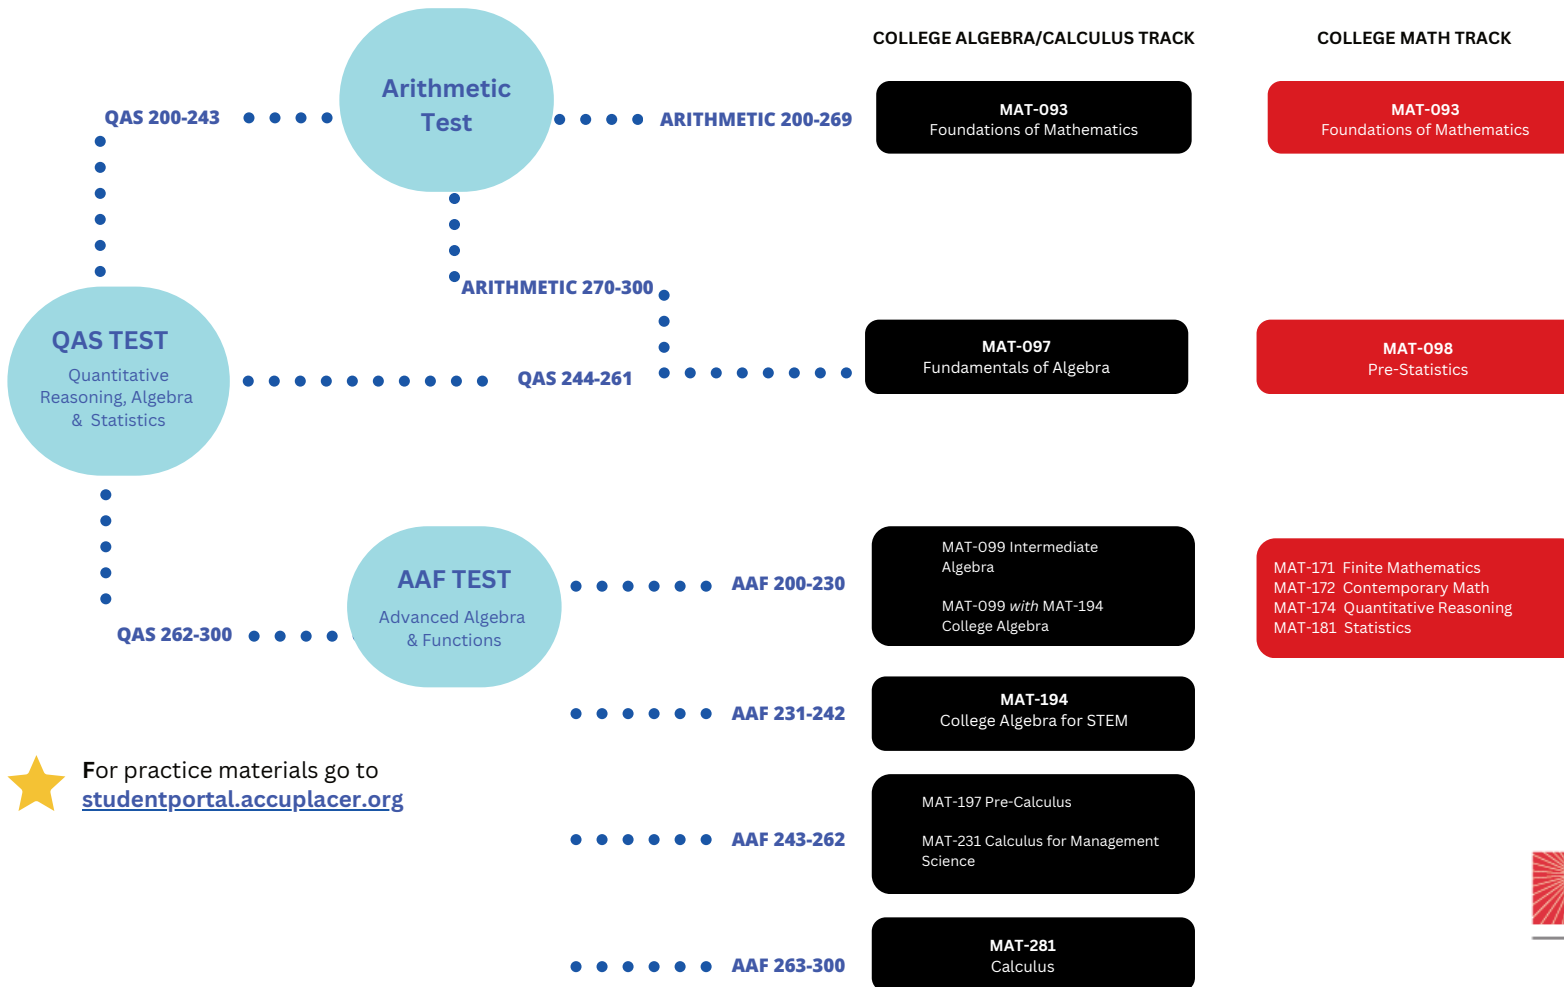 COLLEGE ALGEBRA/CALCULUS TRACK
COLLEGE MATH TRACK
Arithmetic
Test
QAS 200-243
ARITHMETIC 200-269
MAT-093
Foundations of Mathematics
MAT-093
Foundations of Mathematics
ARITHMETIC 270-300
QAS TEST
Quantitative
Reasoning, Algebra
& Statistics
QAS 244-261
MAT-097
Fundamentals of Algebra
MAT-098
Pre-Statistics
AAF TEST
Advanced Algebra
& Functions
QAS 262-300
AAF 200-230
MAT-099 Intermediate
Algebra
MAT-099 with MAT-194
College Algebra
MAT-171 Finite Mathematics
MAT-172 Contemporary Math
MAT-174 Quantitative Reasoning
MAT-181 Statistics
AAF 231-242
MAT-194
College Algebra for STEM
For practice materials go to
studentportal.accuplacer.org
AAF 243-262
MAT-197 Pre-Calculus
MAT-231 Calculus for Management
Science
AAF 263-300
MAT-281
Calculus